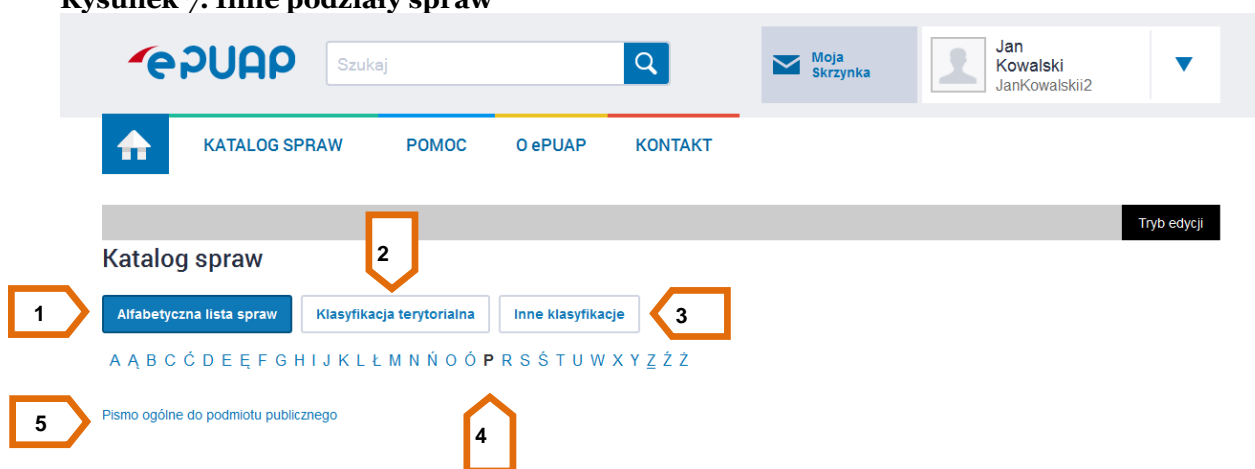 Rysunek 7. Inne podziały spraw
ePUAP
Szukaj
Moja
Skrzynka
Jan
Kowalski
JanKowalskii2
KATALOG SPRAW POMOC O ePUAP KONTAKT
Tryb edycji
2
Katalog spraw
1
Alfabetyczna lista spraw Klasyfikacja terytorialna Inne klasyfikacje
3
A Ą B C Ć D E Ę F G H I J K L Ł M N Ń O Ó P R S Ś T U W X Y Z Ź Ż
Pismo ogólne do podmiotu publicznego
5
4